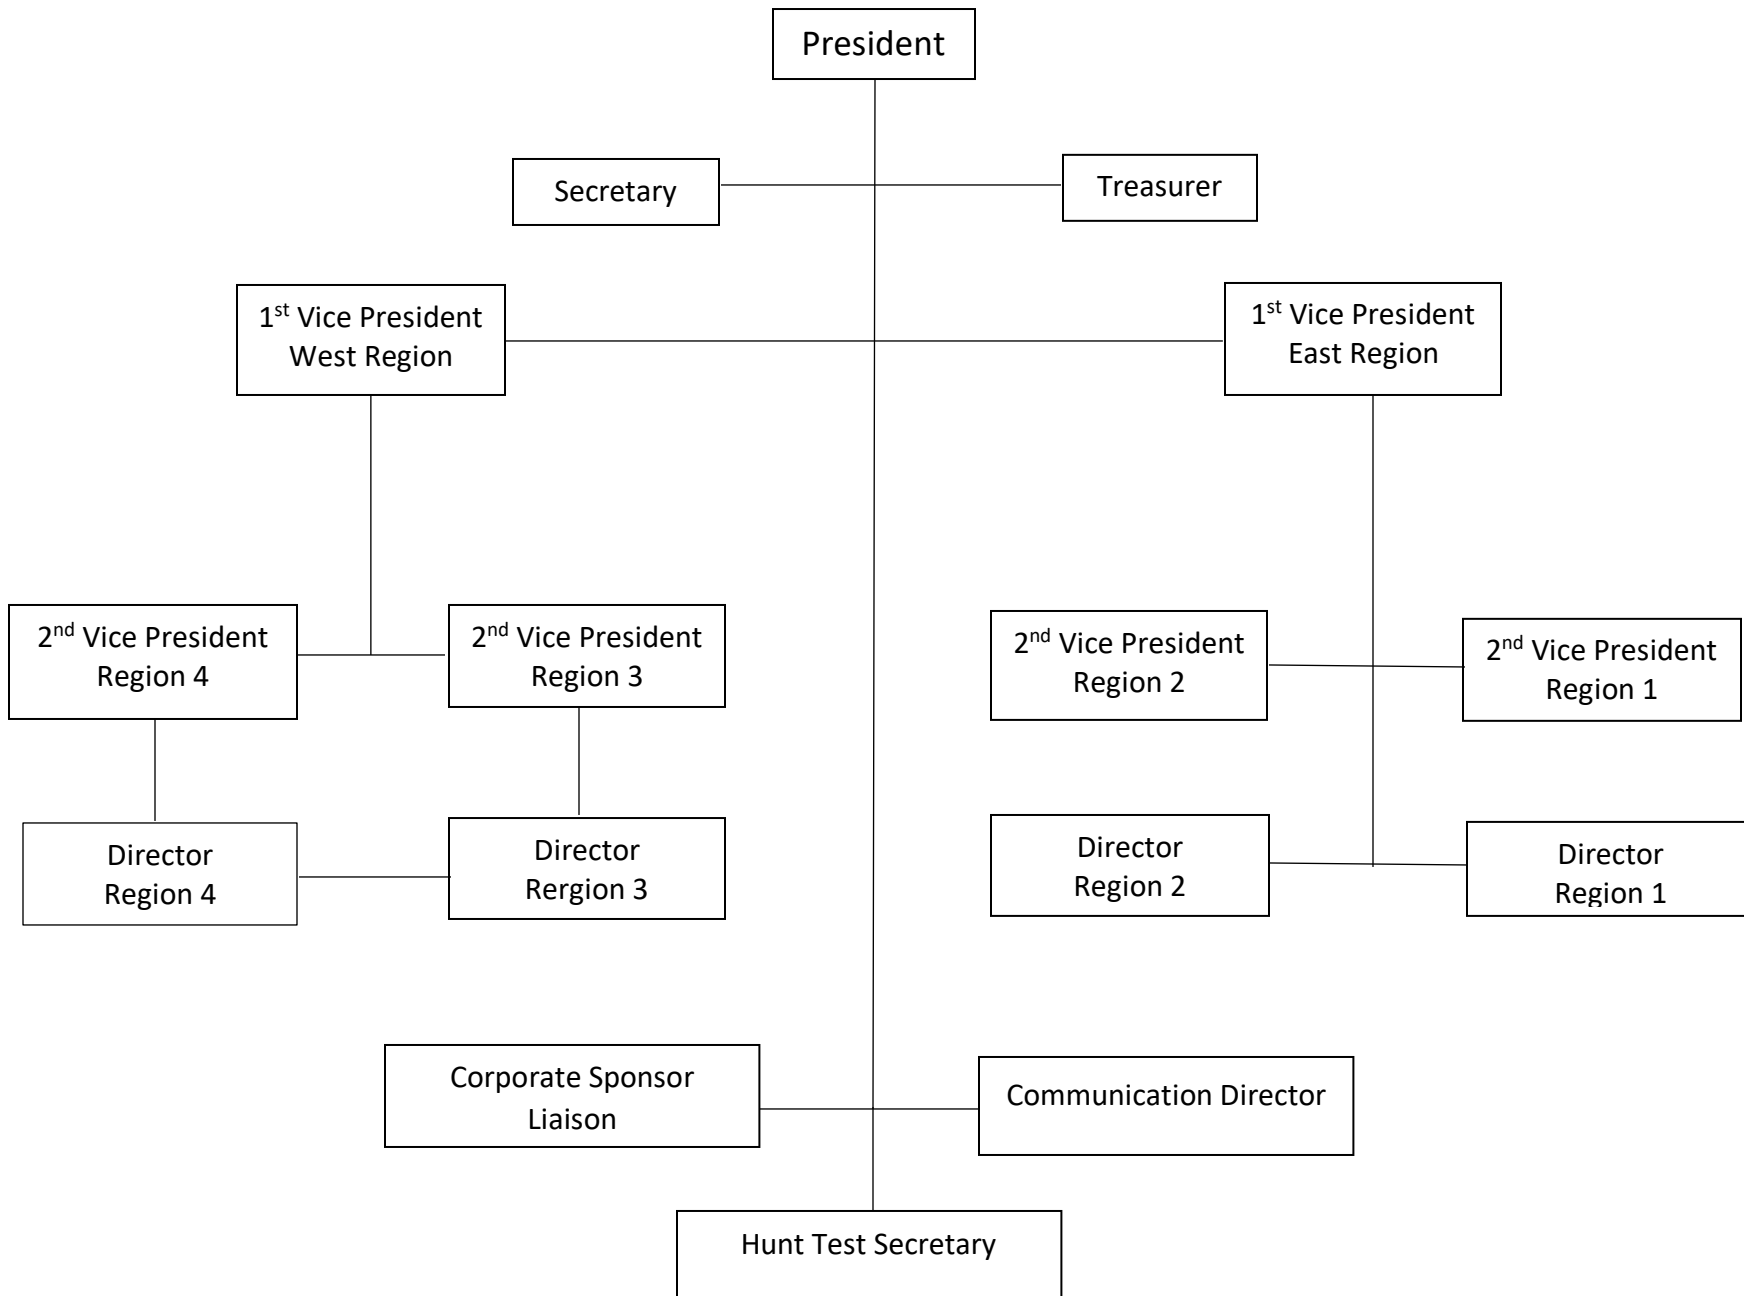 President
Secretary
Treasurer
1st Vice President
West Region
1st Vice President
East Region
2nd Vice President
Region 4
2nd Vice President
Region 3
2nd Vice President
Region 2
2nd Vice President
Region 1
Director
Region 4
Director
Rergion 3
Director
Region 2
Director
Region 1
Corporate Sponsor
Liaison
Communication Director
Hunt Test Secretary